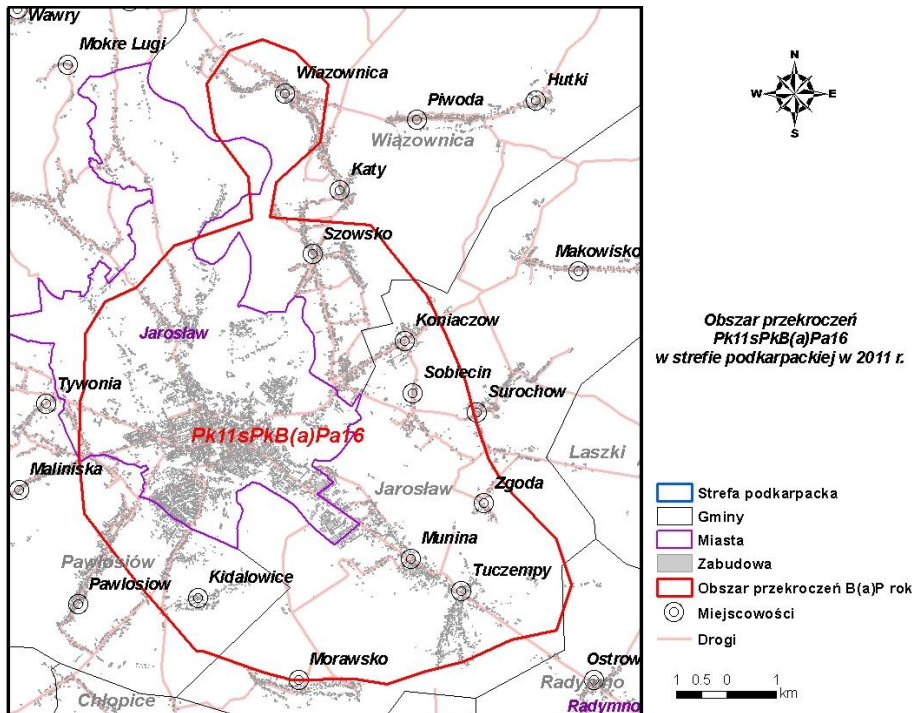 Wawry
Mokre Lugi
Wiazownica
Piwoda
Hutki
Wiązownica
Katy
Szowsko
Makowisko
Koniaczow
Jarosław
Sobiecin
Tywonia
Surochow
Pk11sPkB(a)Pa16
Laszki
Maliniska
Jarosław
Zgoda
Munina
Pawłosiów
Tuczempy
Pawlosiow
Kidalowice
Morawsko
Ostrow
Chłopice
Radymno
Radymno
N
W E
S
Obszar przekroczeń
Pk11sPkB(a)Pa16
w strefie podkarpackiej w 2011 r.
Strefa podkarpacka
Gminy
Miasta
Zabudowa
Obszar przekroczeń B(a)P rok
Miejscowości
Drogi
1 0.5 0 1
km